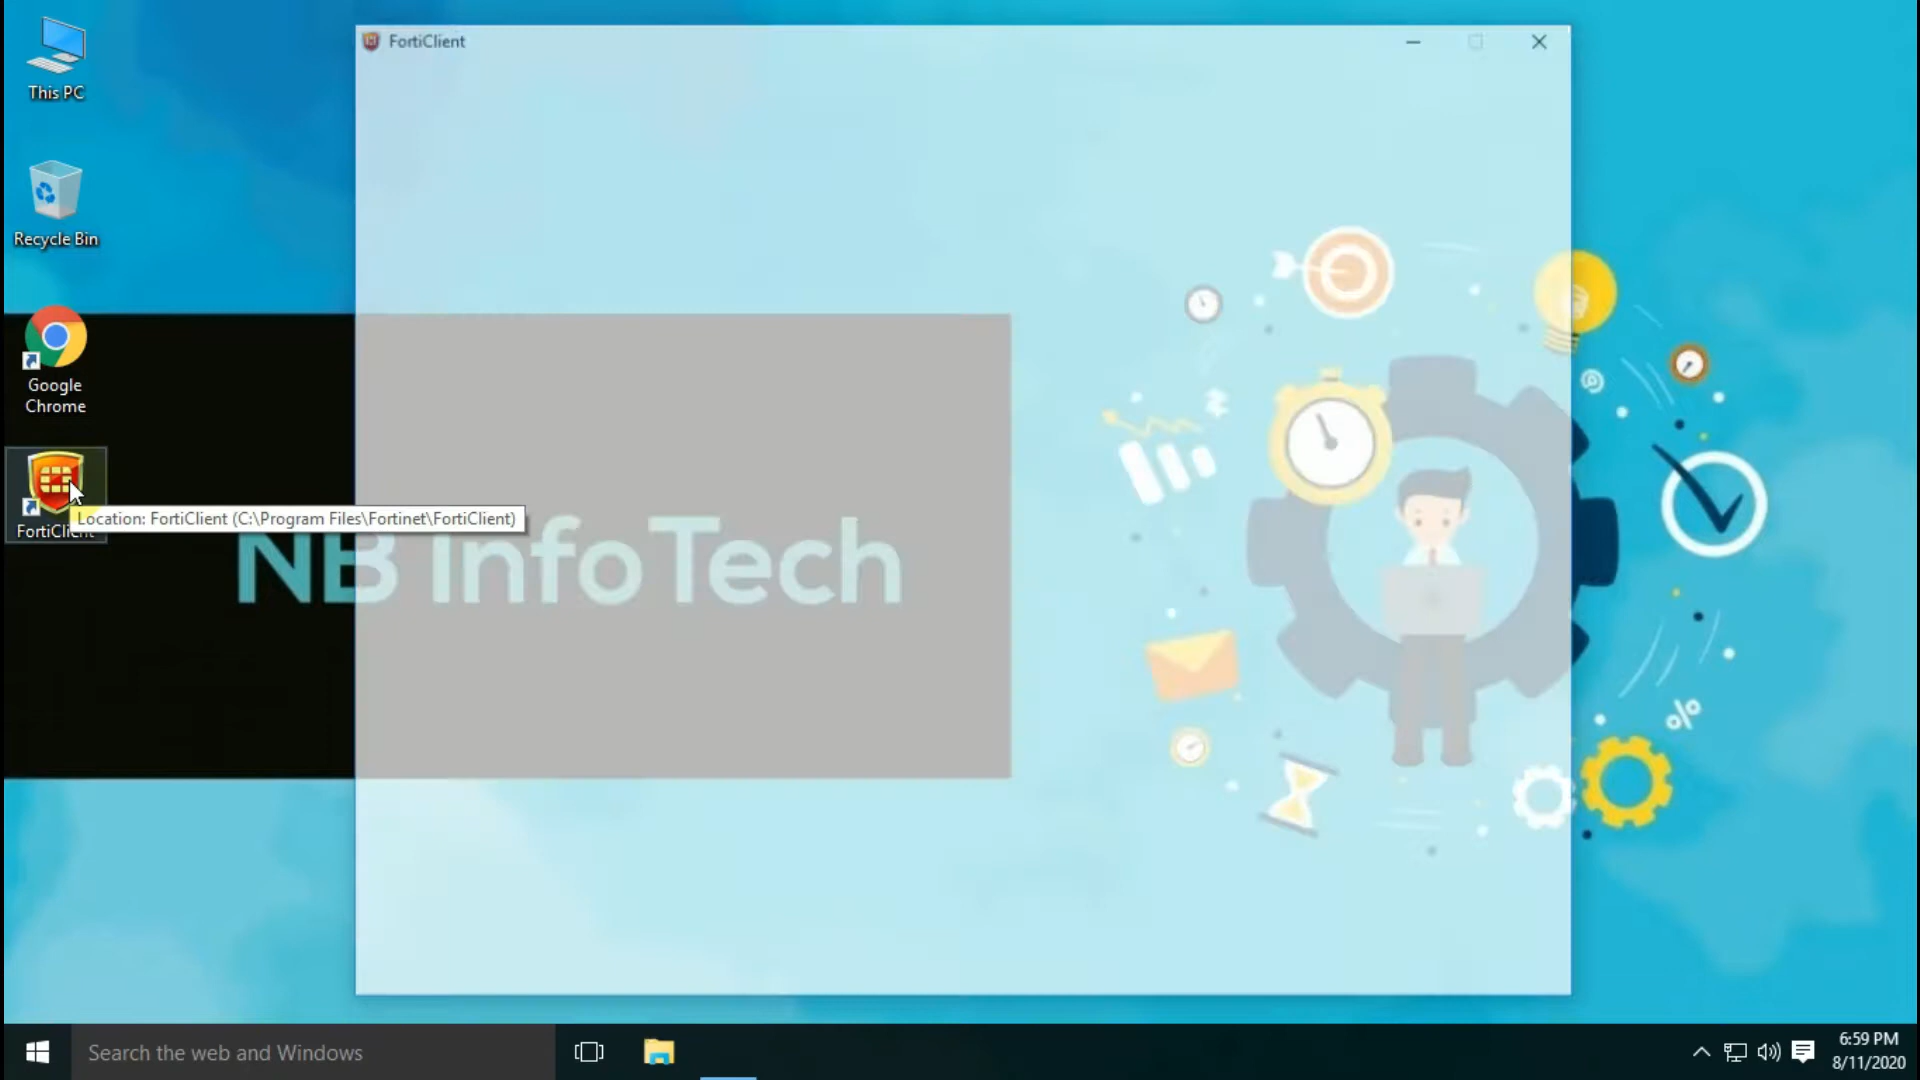 FortiClient
This PC
Recycle Bin
Google
Chrome
Location: FortiClient (C:\Program Files\Fortinet\FortiClient)
FortiClient
NB InfoTech
%
Search the web and Windows
6:59 PM
8/11/2020